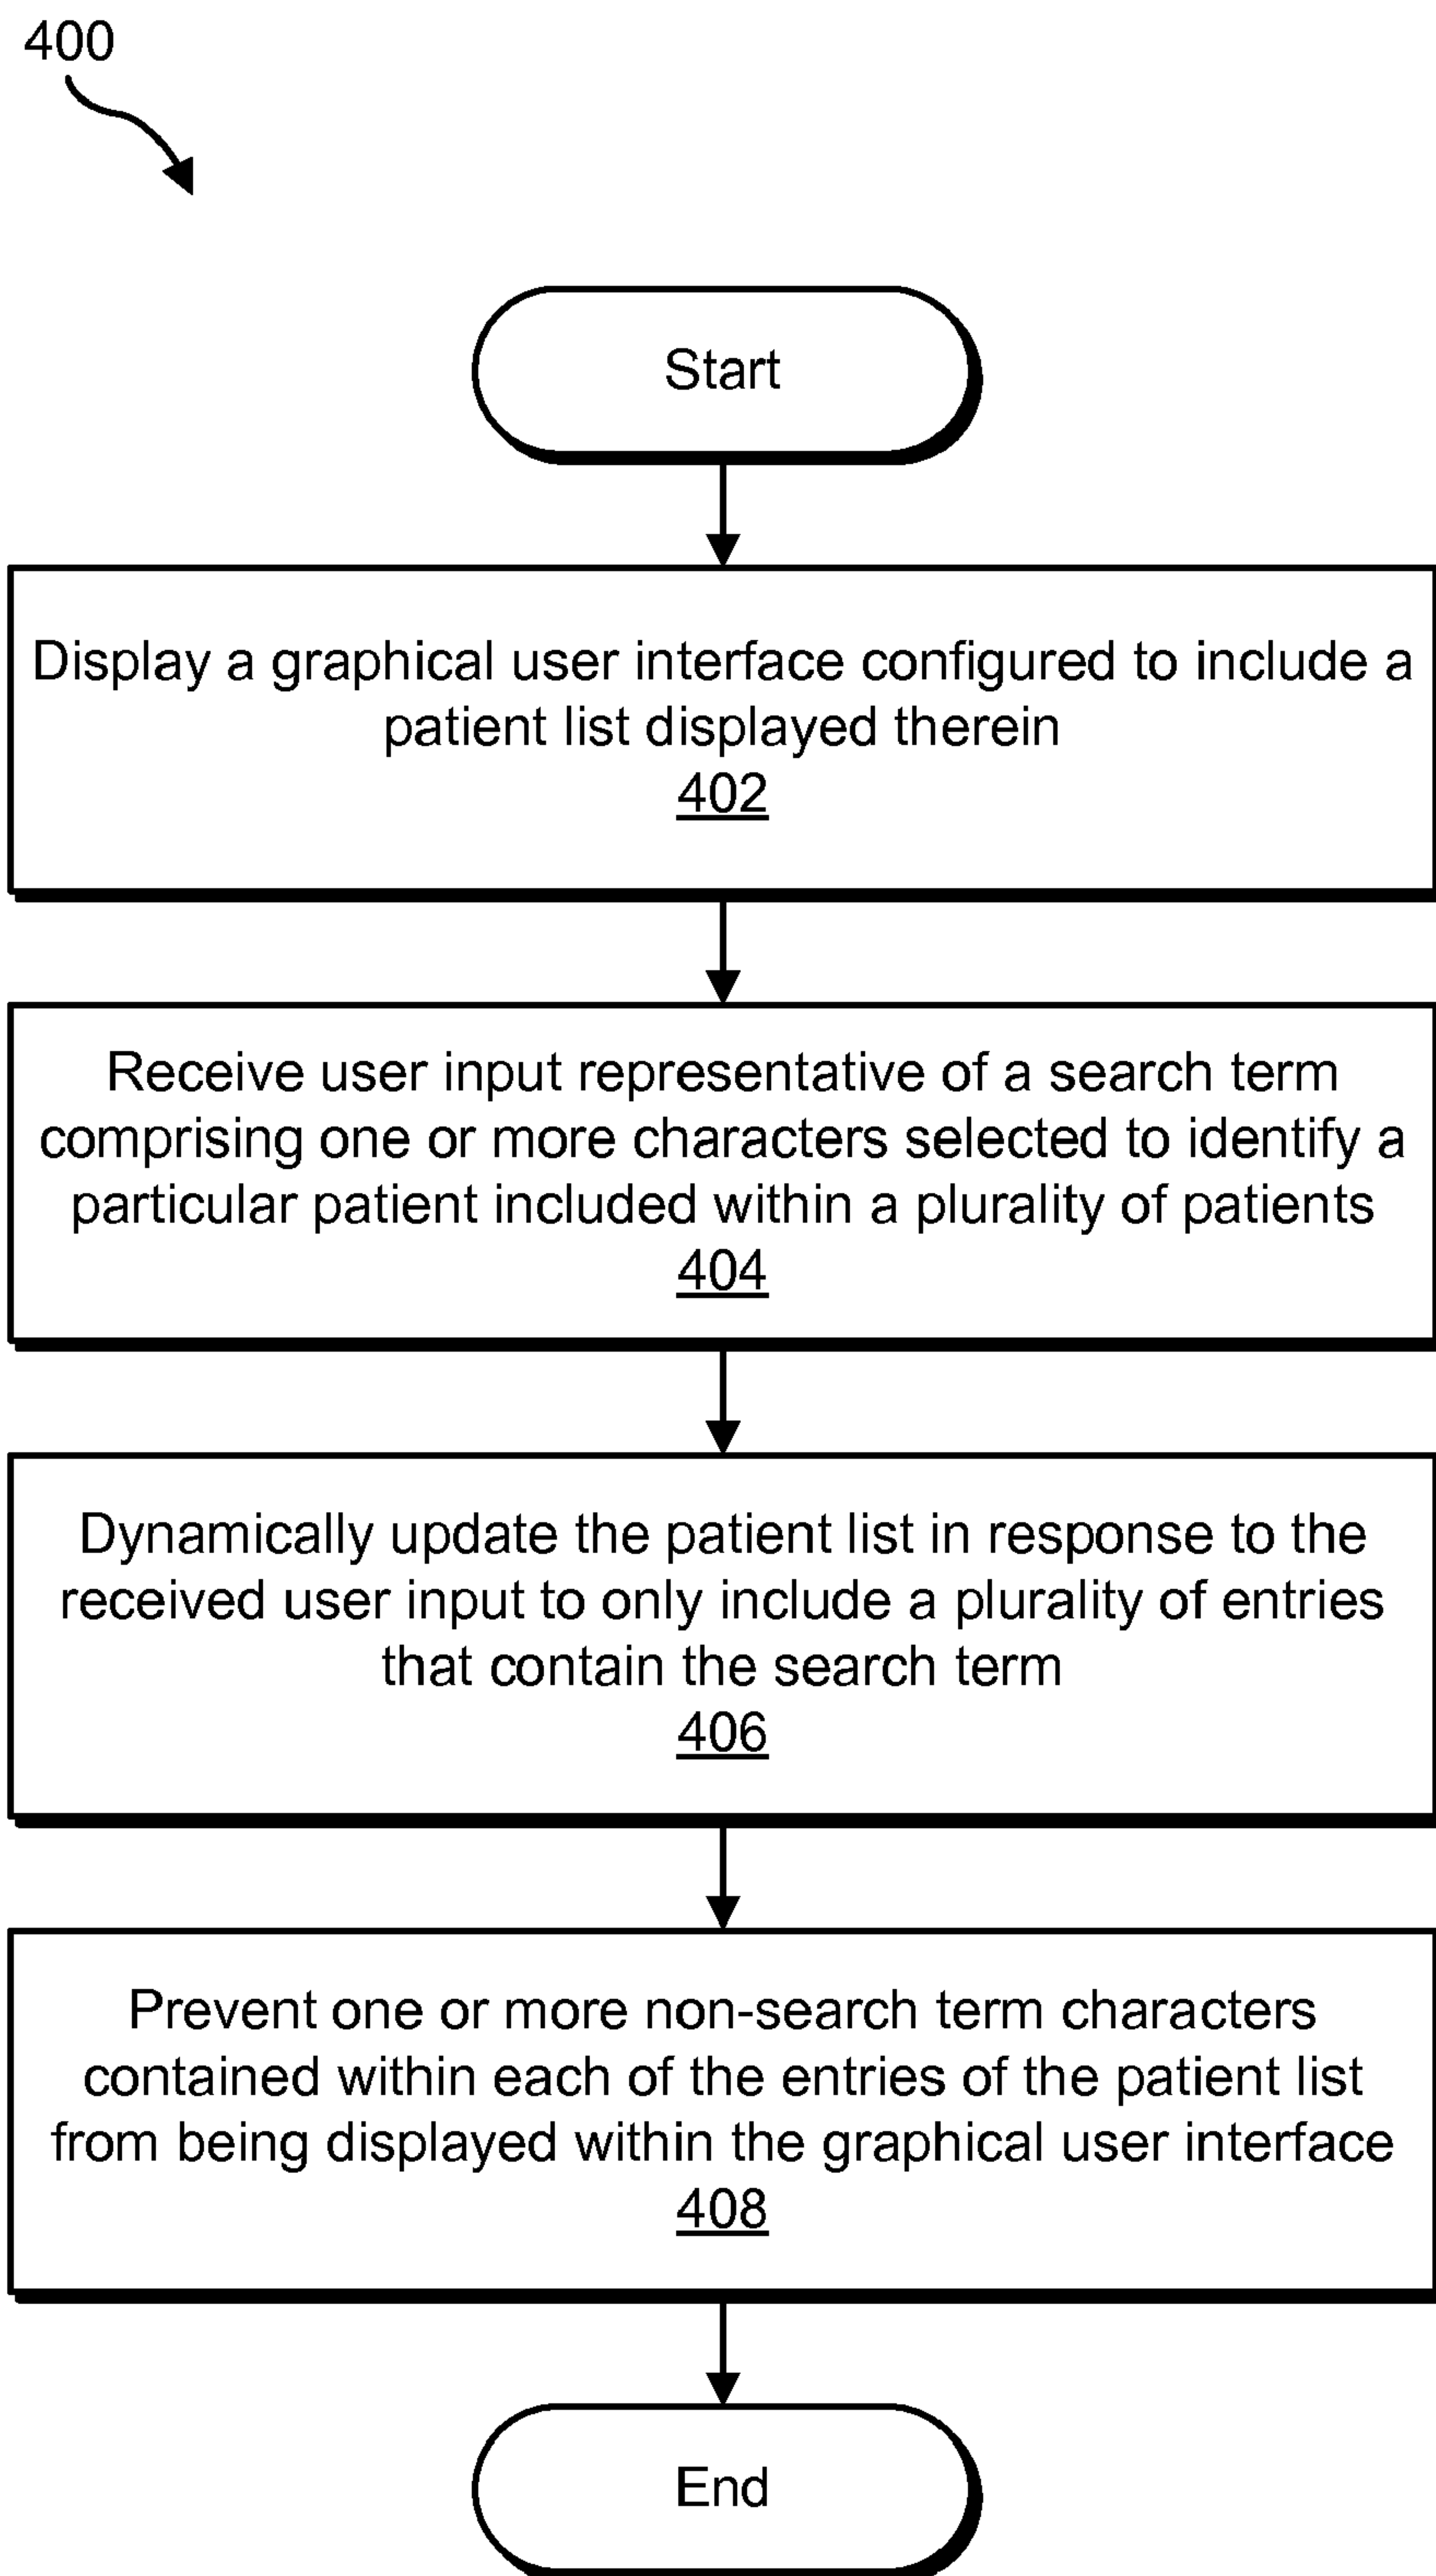 400
Start
Display a graphical user interface configured to include a
patient list displayed therein
402
Receive user input representative of a search term
comprising one or more characters selected to identify a
particular patient included within a plurality of patients
404
Dynamically update the patient list in response to the
received user input to only include a plurality of entries
that contain the search term
406
Prevent one or more non-search term characters
contained within each of the entries of the patient list
from being displayed within the graphical user interface
408
End